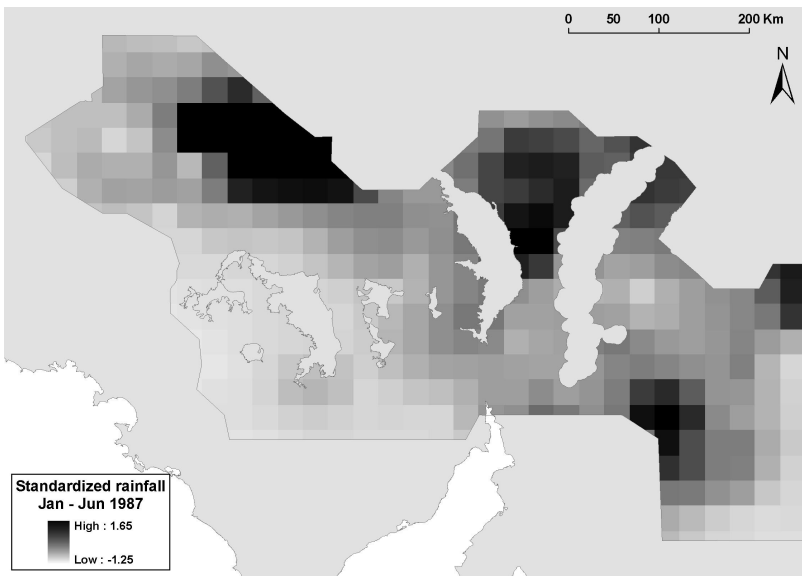 0 50 100 200 Km
N
Standardized rainfall
Jan - Jun 1987
High : 1.65
Low : -1.25